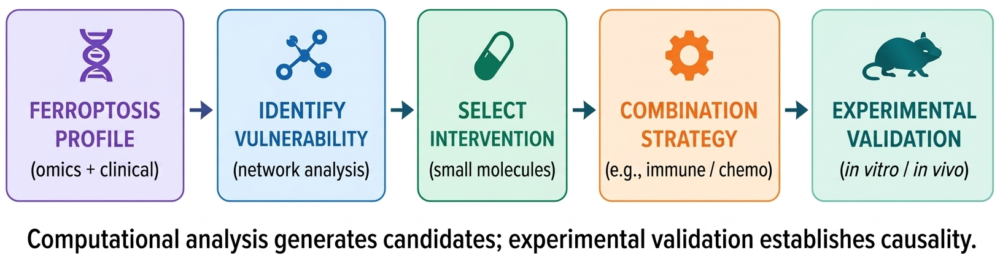 FERROPTOSIS
PROFILE
(omics + clinical)
IDENTIFY
VULNERABILITY
(network analysis)
SELECT
INTERVENTION
(small molecules)
COMBINATION
STRATEGY
(e.g., immune / chemo)
EXPERIMENTAL
VALIDATION
(in vitro / in vivo)
Computational analysis generates candidates; experimental validation establishes causality.